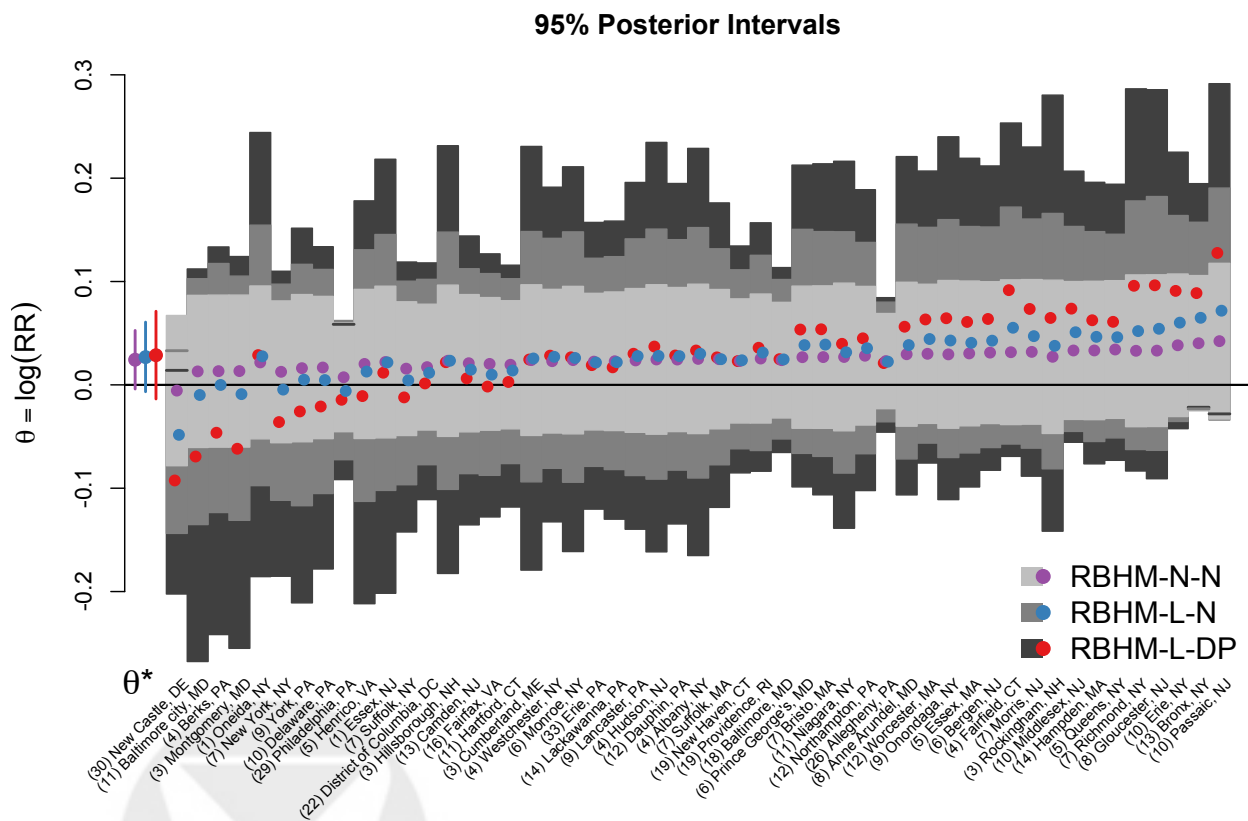 95% Posterior Intervals
θ = log(RR)
0.3
0.2
0.1
0.0
-0.1
-0.2
RBHM-N-N
RBHM-L-N
RBHM-L-DP
θ*
(30) New Castle, DE
(11) Baltimore city, MD
(4) Berks, PA
(3) Montgomery, MD
(1) Oneida, NY
(7) New York, NY
(9) York, PA
(10) Delaware, PA
(29) Philadelphia, PA
(5) Henrico, VA
(1) Essex, NJ
(7) Suffolk, NY
(22) District of Columbia, DC
(3) Hillsborough, NH
(13) Camden, NJ
(16) Fairfax, VA
(11) Hartford, CT
(3) Cumberland, ME
(4) Westchester, NY
(6) Monroe, NY
(33) Erie, PA
(14) Lackawanna, PA
(9) Lancaster, PA
(4) Hudson, NJ
(12) Dauphin, PA
(4) Albany, NY
(7) Suffolk, MA
(19) New Haven, CT
(19) Providence, RI
(18) Baltimore, MD
(6) Prince George's, MD
(7) Bristo, MA
(11) Niagara, NY
(12) Northampton, PA
(26) Allegheny, PA
(8) Anne Arundel, MD
(12) Worcester, MA
(9) Onondaga, NY
(5) Essex, MA
(6) Bergen, NJ
(4) Fairfield, CT
(7) Morris, NJ
(3) Rockingham, NH
(10) Middlesex, NJ
(14) Hampden, MA
(5) Queens, NY
(7) Richmond, NY
(8) Gloucester, NJ
(10) Erie, NY
(13) Bronx, NY
(10) Passaic, NJ